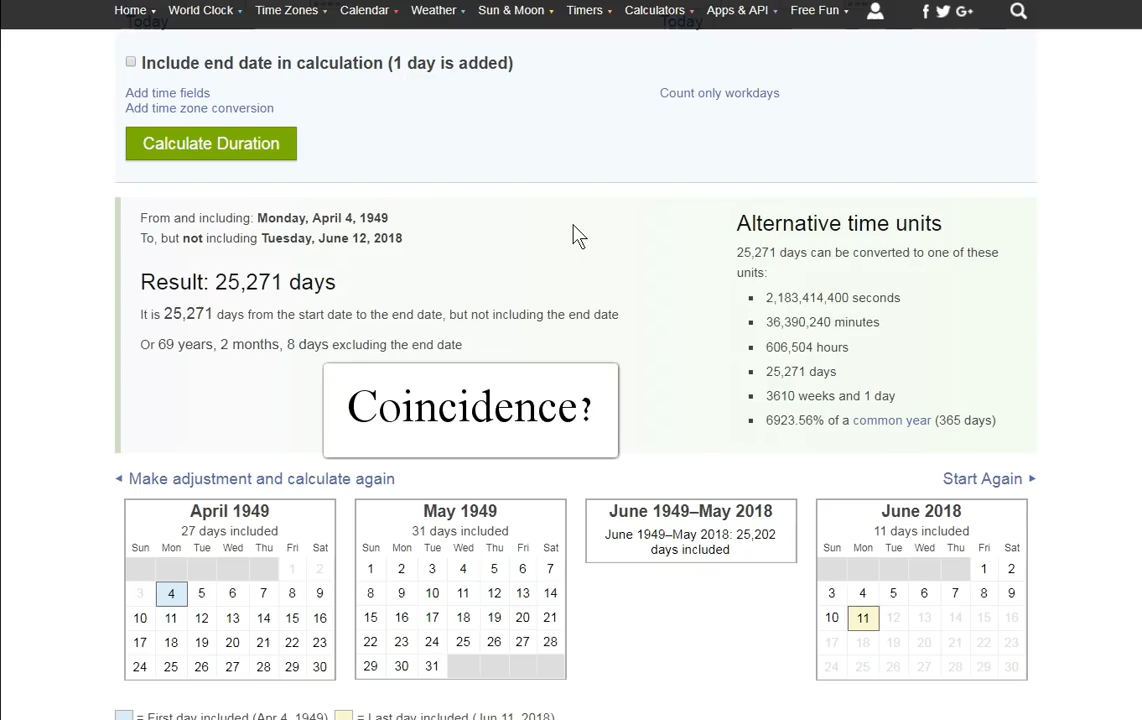 Home World Clock Time Zones Calendar Weather Sun & Moon Timers Calculators Apps & API Free Fun
Today Today
Include end date in calculation (1 day is added)
Add time fields Count only workdays
Add time zone conversion
Calculate Duration
From and including: Monday, April 4, 1949
To, but not including Tuesday, June 12, 2018
Result: 25,271 days
It is 25,271 days from the start date to the end date, but not including the end date
Or 69 years, 2 months, 8 days excluding the end date
Coincidence?
Alternative time units
25,271 days can be converted to one of these
units:
2,183,414,400 seconds
36,390,240 minutes
606,504 hours
25,271 days
3610 weeks and 1 day
6923.56% of a common year (365 days)
Make adjustment and calculate again Start Again
April 1949
27 days included
Sun Mon Tue Wed Thu Fri Sat
1 2
3 4 5 6 7 8 9
10 11 12 13 14 15 16
17 18 19 20 21 22 23
24 25 26 27 28 29 30
May 1949
31 days included
Sun Mon Tue Wed Thu Fri Sat
1 2 3 4 5 6 7
8 9 10 11 12 13 14
15 16 17 18 19 20 21
22 23 24 25 26 27 28
29 30 31
June 1949–May 2018
June 1949–May 2018: 25,202
days included
June 2018
11 days included
Sun Mon Tue Wed Thu Fri Sat
1 2
3 4 5 6 7 8 9
10 11 12 13 14 15 16
17 18 19 20 21 22 23
24 25 26 27 28 29 30
= First day included (Apr 4, 1949) = Last day included (Jun 11, 2018)